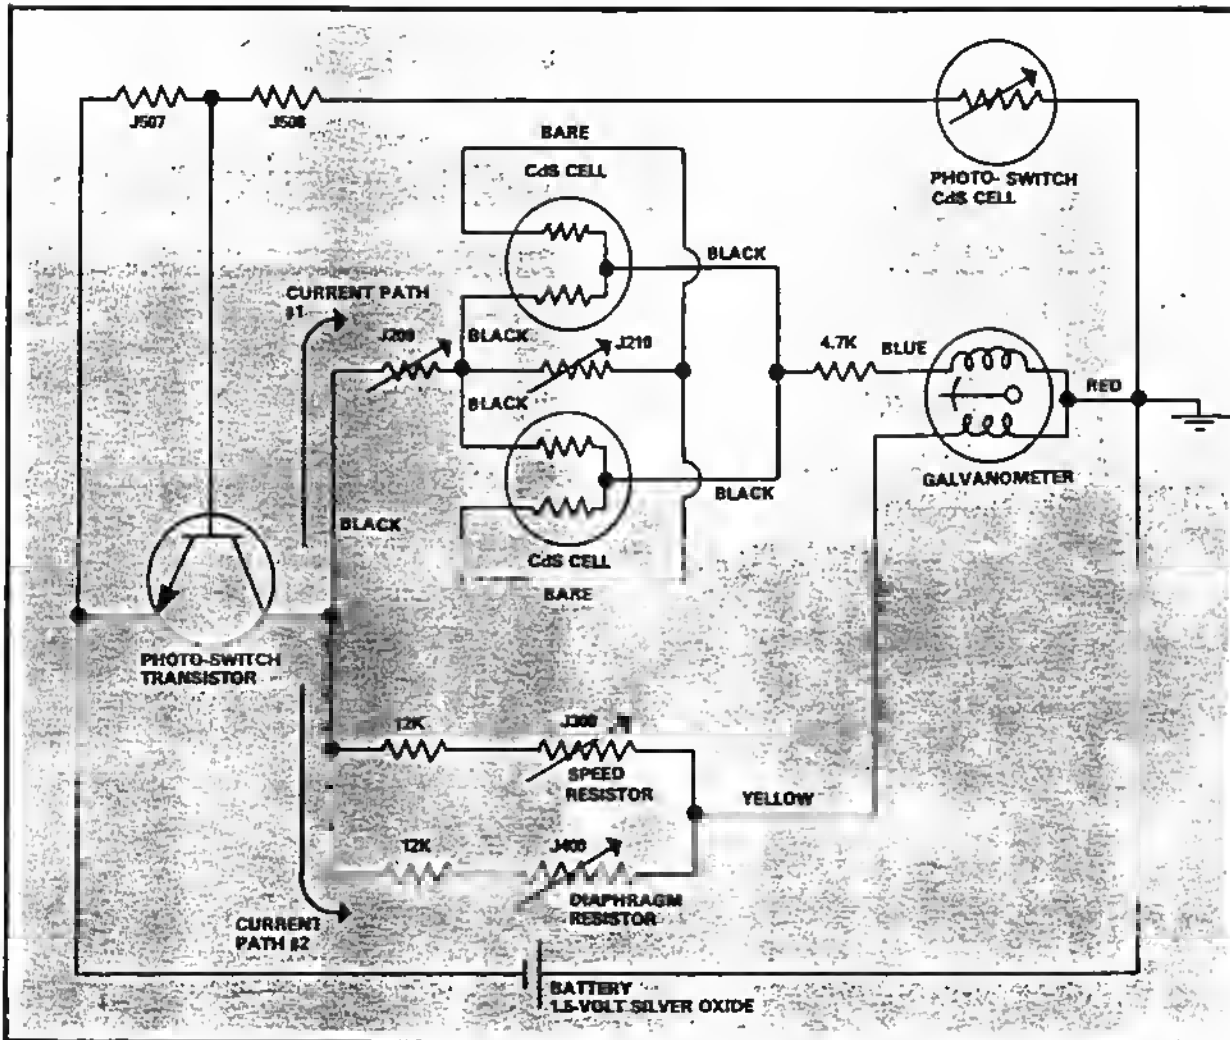 J507
J508
BARE
CdS CELL
PHOTO- SWITCH
CdS CELL
BLACK
CURRENT PATH
#1
J209
BLACK
J210
4.7K
BLUE
BLACK
RED
GALVANOMETER
BLACK
BLACK
CdS CELL
BARE
PHOTO-SWITCH
TRANSISTOR
12K
J300
SPEED
RESISTOR
YELLOW
12K
J400
DIAPHRAGM
RESISTOR
CURRENT
PATH #2
BATTERY
1.5-VOLT SILVER OXIDE